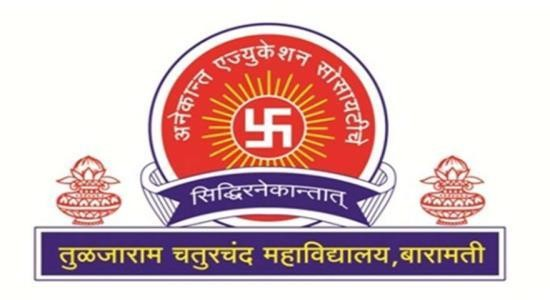 अनेकान्त एज्युकेशन सोसायटीचे
सिद्धिरनेकान्तात्
तुळजाराम चतुरचंद महाविद्यालय,बारामती